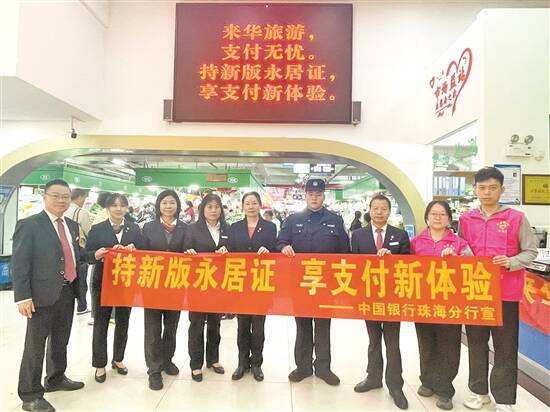 来华旅游，
支付无忧。
持新版永居证，
享支付新体验。
持新版永居证 享支付新体验
——中国银行珠海分行宣